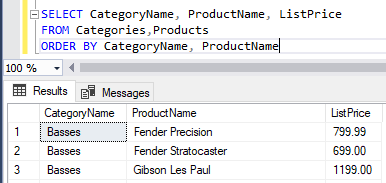 SELECT CategoryName, ProductName, ListPrice
FROM Categories,Products
ORDER BY CategoryName, ProductName
100 %
Results Messages
CategoryName ProductName ListPrice
1 Basses Fender Precision 799.99
2 Basses Fender Stratocaster 699.00
3 Basses Gibson Les Paul 1199.00